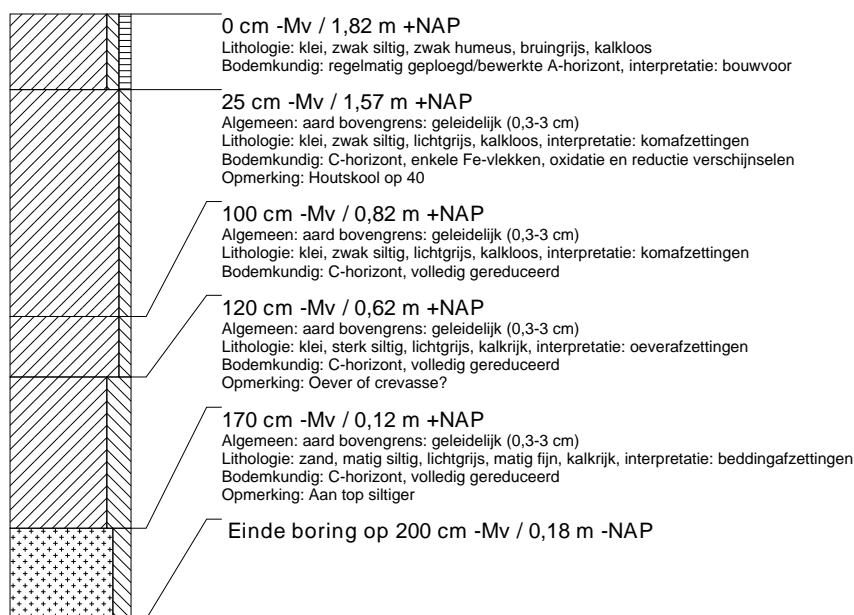 0 cm -Mv / 1,82 m +NAP
Lithologie: klei, zwak siltig, zwak humeus, bruingrijs, kalkloos
Bodemkundig: regelmatig geploegd/bewerkte A-horizont, interpretatie: bouwvoor
25 cm -Mv / 1,57 m +NAP
Algemeen: aard bovengrens: geleidelijk (0,3-3 cm)
Lithologie: klei, zwak siltig, lichtgrijs, kalkloos, interpretatie: komafzettingen
Bodemkundig: C-horizont, enkele Fe-vlekken, oxidatie en reductie verschijnselen
Opmerking: Houtskool op 40
100 cm -Mv / 0,82 m +NAP
Algemeen: aard bovengrens: geleidelijk (0,3-3 cm)
Lithologie: klei, zwak siltig, lichtgrijs, kalkloos, interpretatie: komafzettingen
Bodemkundig: C-horizont, volledig gereduceerd
120 cm -Mv / 0,62 m +NAP
Algemeen: aard bovengrens: geleidelijk (0,3-3 cm)
Lithologie: klei, sterk siltig, lichtgrijs, kalkrijk, interpretatie: oeverafzettingen
Bodemkundig: C-horizont, volledig gereduceerd
Opmerking: Oever of crevasse?
170 cm -Mv / 0,12 m +NAP
Algemeen: aard bovengrens: geleidelijk (0,3-3 cm)
Lithologie: zand, matig siltig, lichtgrijs, matig fijn, kalkrijk, interpretatie: beddingafzettingen
Bodemkundig: C-horizont, volledig gereduceerd
Opmerking: Aan top siltiger
Einde boring op 200 cm -Mv / 0,18 m -NAP